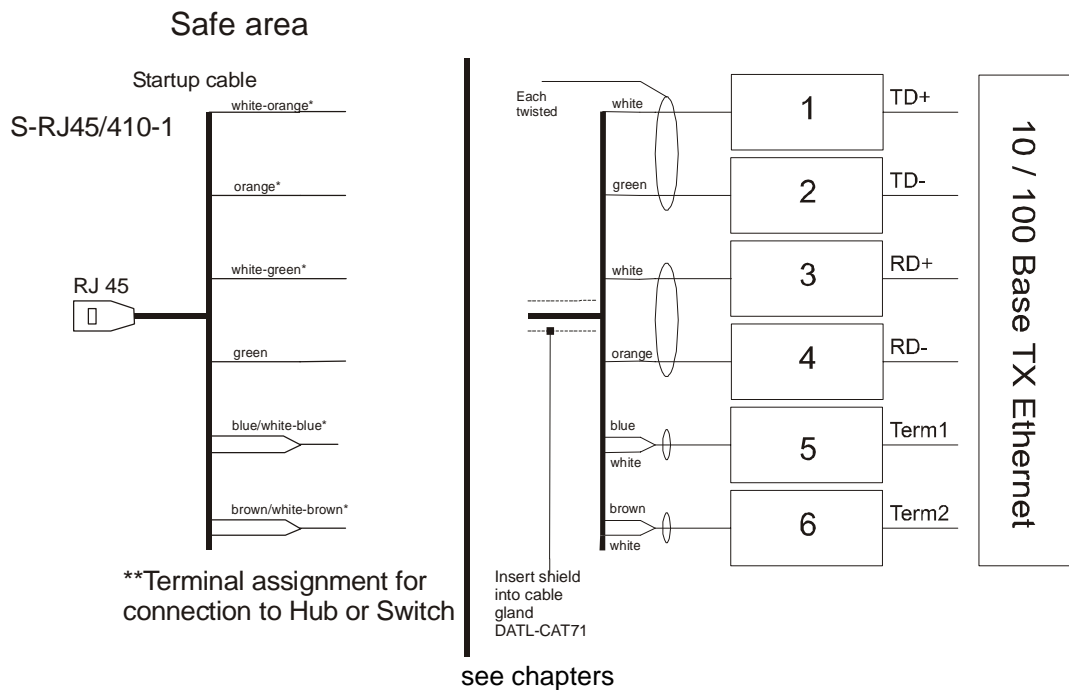 Safe area
Startup cable
S-RJ45/410-1
white-orange*
orange*
white-green*
RJ 45
green
blue/white-blue*
brown/white-brown*
**Terminal assignment for
connection to Hub or Switch
Each
twisted
white
1
TD+
green
2
TD-
white
3
RD+
orange
4
RD-
blue
white
5
Term1
brown
white
6
Term2
10 / 100 Base TX Ethernet
Insert shield
into cable
gland
DATL-CAT71
see chapters